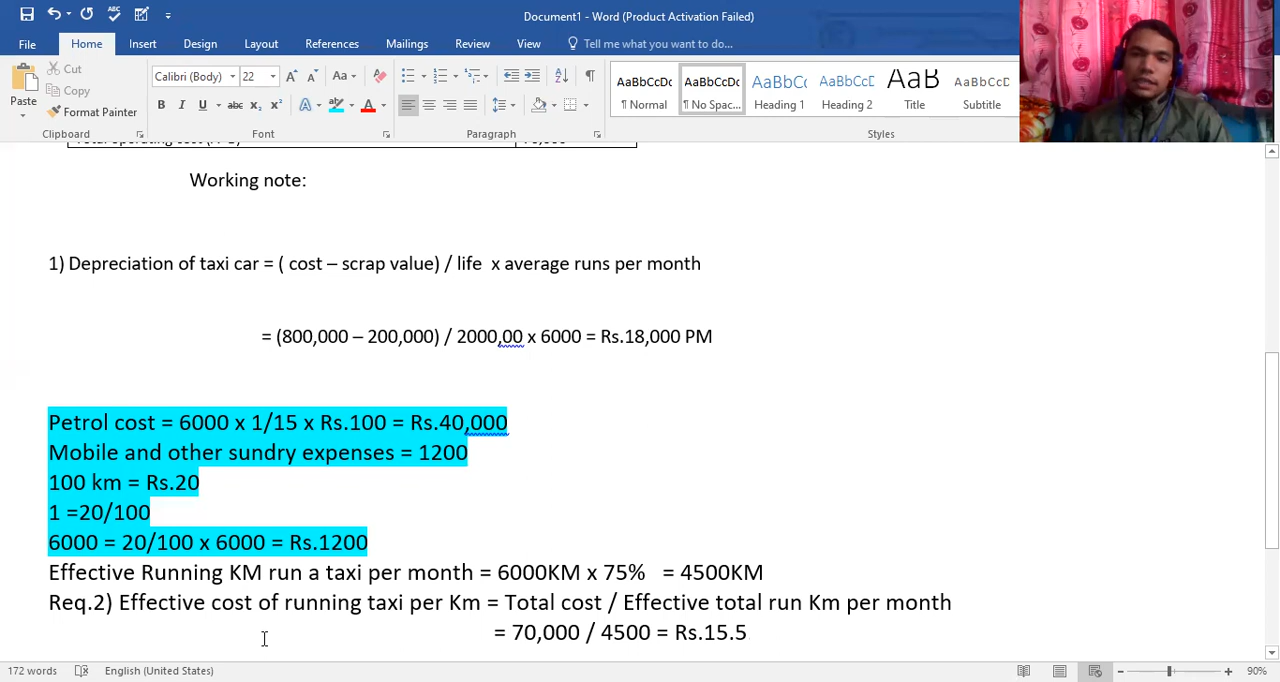 Document1 - Word (Product Activation Failed)
File Home Insert Design Layout References Mailings Review View Tell me what you want to do...
Paste
Cut
Copy
Format Painter
Clipboard
Calibri (Body) 22
Font
Paragraph
AaBbCcDc AaBbCcDc AaBbCc AaBbCcD AaB AaBbCcD
¶ Normal ¶ No Spac... Heading 1 Heading 2 Title Subtitle
Styles
Working note:
1) Depreciation of taxi car = ( cost – scrap value) / life x average runs per month
= (800,000 – 200,000) / 2000,00 x 6000 = Rs.18,000 PM
Petrol cost = 6000 x 1/15 x Rs.100 = Rs.40,000
Mobile and other sundry expenses = 1200
100 km = Rs.20
1 =20/100
6000 = 20/100 x 6000 = Rs.1200
Effective Running KM run a taxi per month = 6000KM x 75% = 4500KM
Req.2) Effective cost of running taxi per Km = Total cost / Effective total run Km per month
= 70,000 / 4500 = Rs.15.5
172 words English (United States) 90%